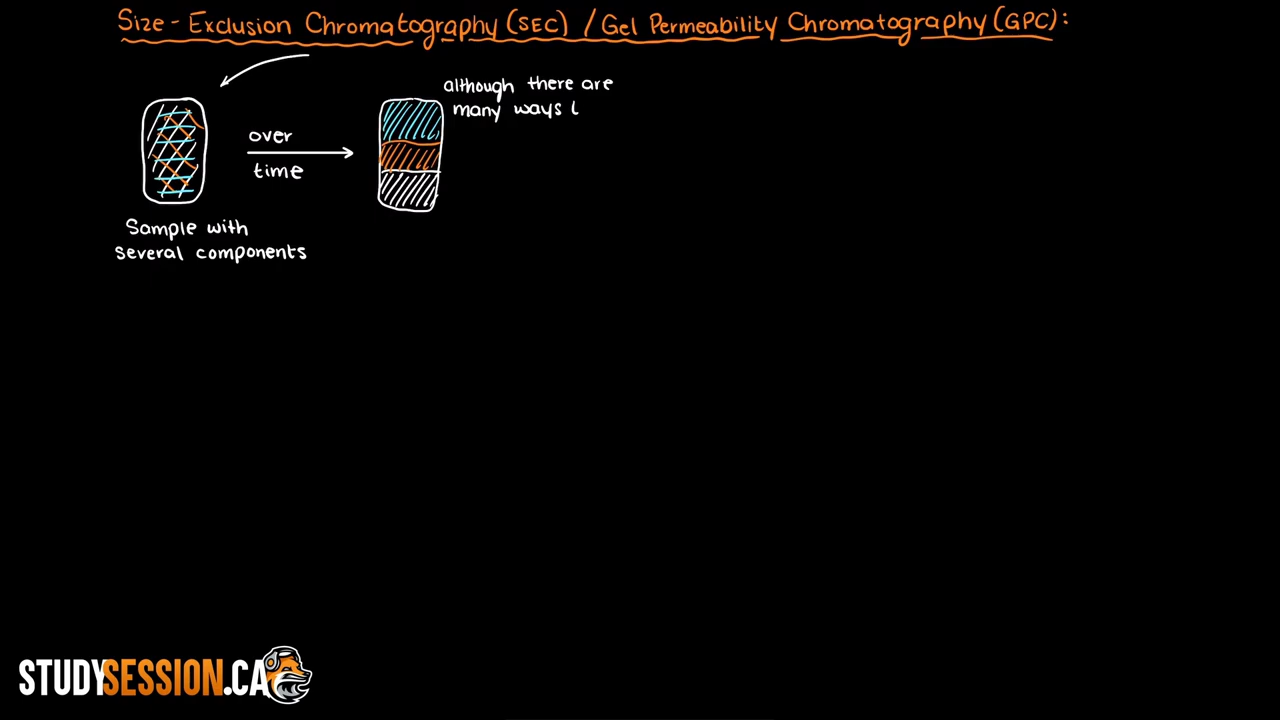 Size - Exclusion Chromatography (SEC) / Gel Permeability Chromatography (GPC):
although there are
many ways (
over
time
Sample with
several components
STUDYSESSION.CA